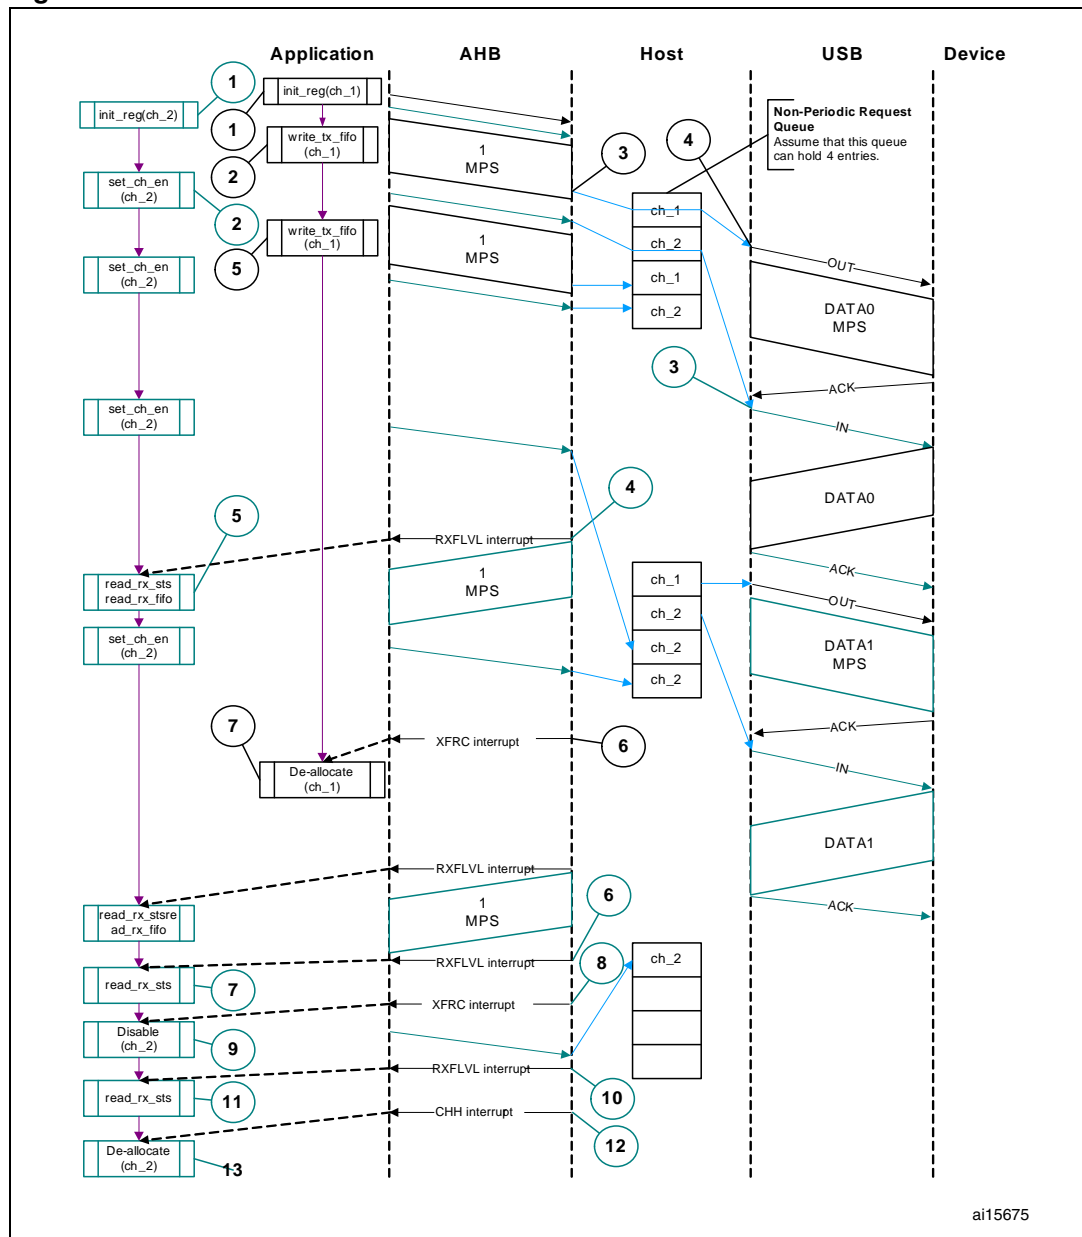 Application
AHB
Host
USB
Device
1
init_reg(ch_1)
init_reg(ch_2)
1
Non-Periodic Request
Queue
Assume that this queue
can hold 4 entries.
write_tx_fifo
(ch_1)
2
1
MPS
3
4
set_ch_en
(ch_2)
2
ch_1
ch_2
ch_1
ch_2
write_tx_fifo
(ch_1)
5
1
MPS
set_ch_en
(ch_2)
OUT
DATA0
MPS
3
ACK
set_ch_en
(ch_2)
IN
DATA0
4
5
RXFLVL interrupt
read_rx_sts
read_rx_fifo
1
MPS
ch_1
ch_2
ch_2
ch_2
ACK
OUT
set_ch_en
(ch_2)
DATA1
MPS
7
XFRC interrupt
6
ACK
De-allocate
(ch_1)
IN
DATA1
RXFLVL interrupt
read_rx_stsre
ad_rx_fifo
1
MPS
6
ACK
RXFLVL interrupt
8
ch_2
read_rx_sts
7
XFRC interrupt
Disable
(ch_2)
9
RXFLVL interrupt
10
read_rx_sts
11
CHH interrupt
12
De-allocate
(ch_2)
13
ai15675